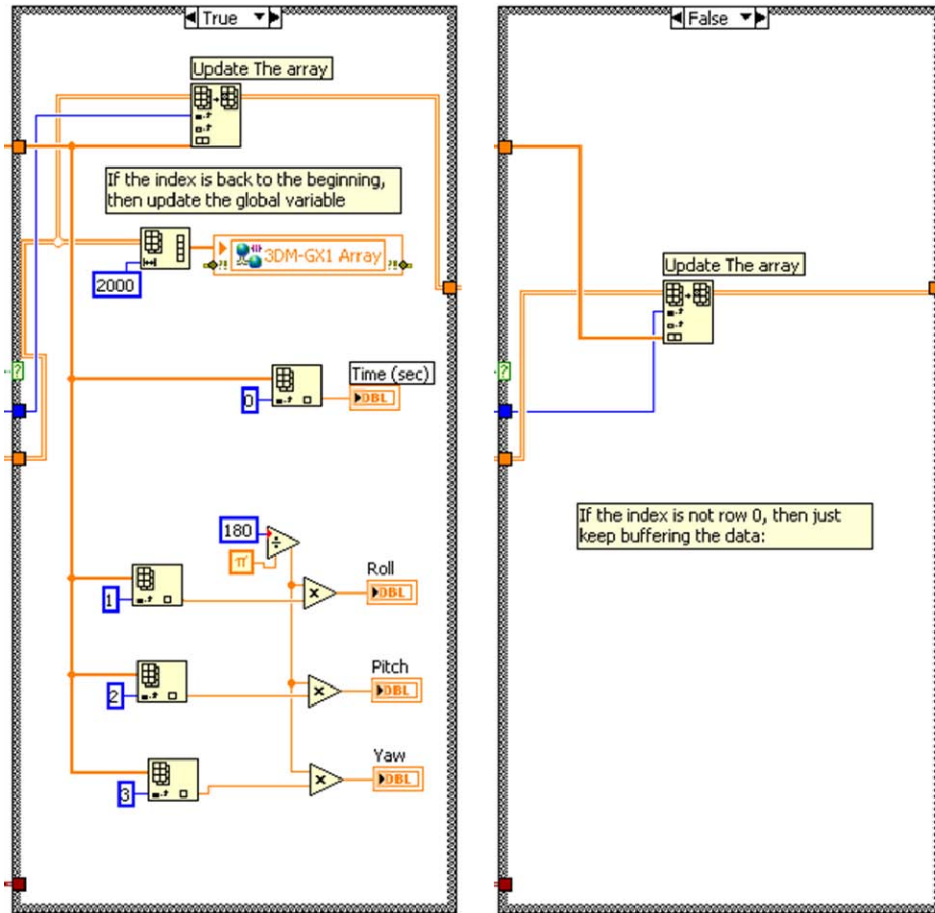 True
Update The array
If the index is back to the beginning,
then update the global variable
3DM-GX1 Array
?!
?!
2000
?
Time (sec)
0
DBL
180
÷
π
Roll
1
x
DBL
Pitch
2
x
DBL
Yaw
3
x
DBL
False
Update The array
?
If the index is not row 0, then just
keep buffering the data: